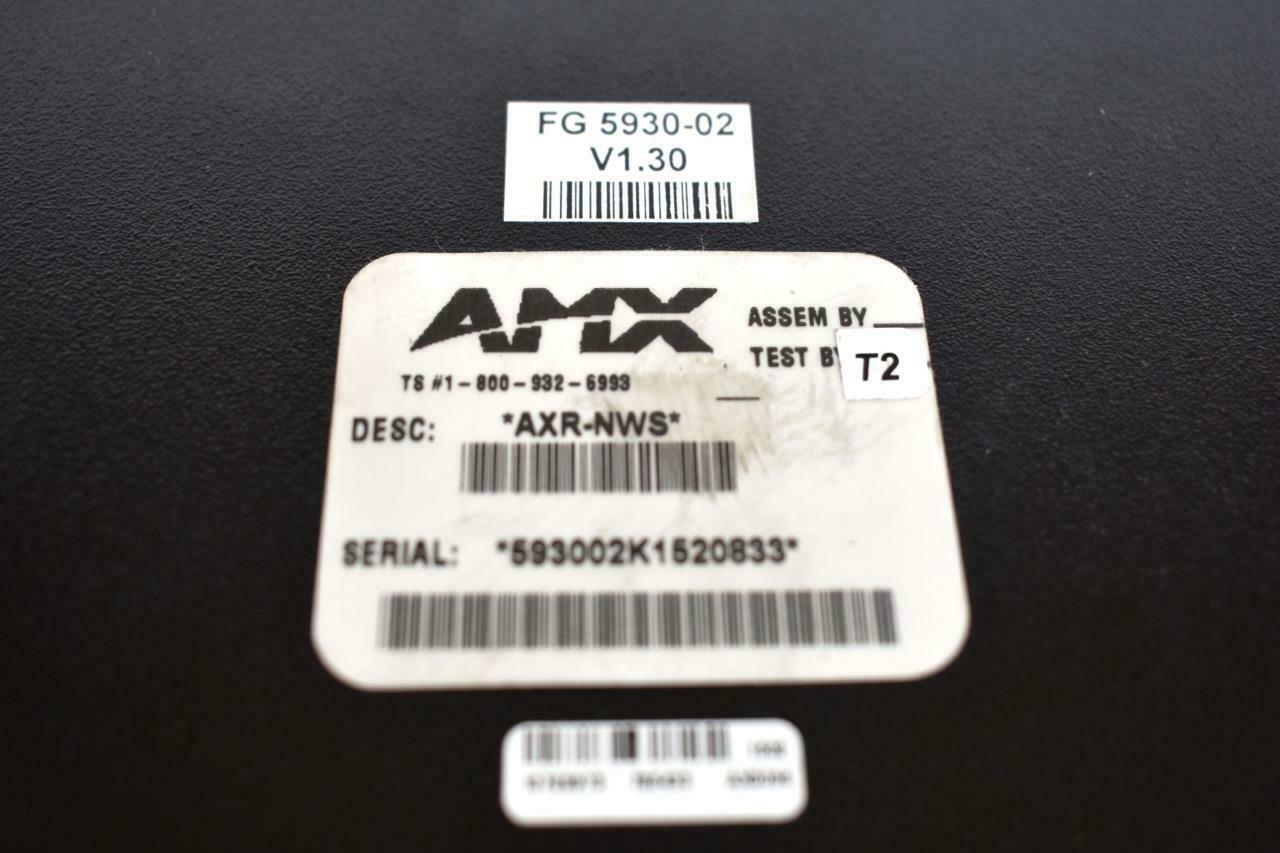 FG 5930-02
V1.30
AMX
ASSEM BY
TEST BY
T2
TS #1-800-932-6993
DESC: *AXR-NWS*
SERIAL: *593002K1520833*